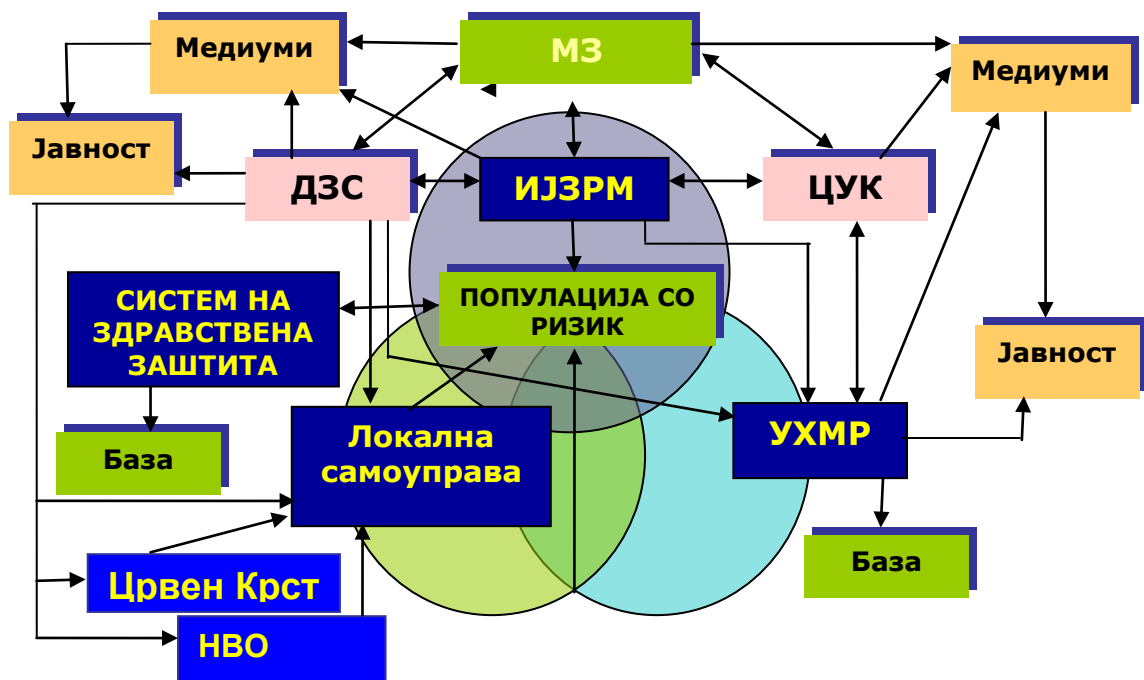 Медиуми
МЗ
Медиуми
Јавност
ДЗС
ИЈЗРМ
ЦУК
СИСТЕМ НА
ЗДРАВСТВЕНА
ЗАШТИТА
ПОПУЛАЦИЈА СО
РИЗИК
Јавност
База
Локална
самоуправа
УХМР
База
Црвен Крст
НВО